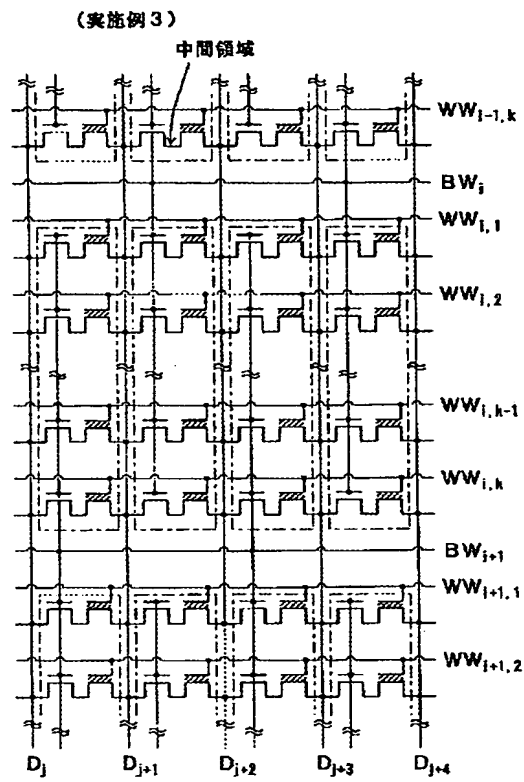 (実施例3)
中間領域
WWi-1,k
BWi
WWi,1
WWi,2
WWi,k-1
WWi,k
BWi+1
WWi+1,1
WWi+1,2
Dj Dj+1 Dj+2 Dj+3 Dj+4